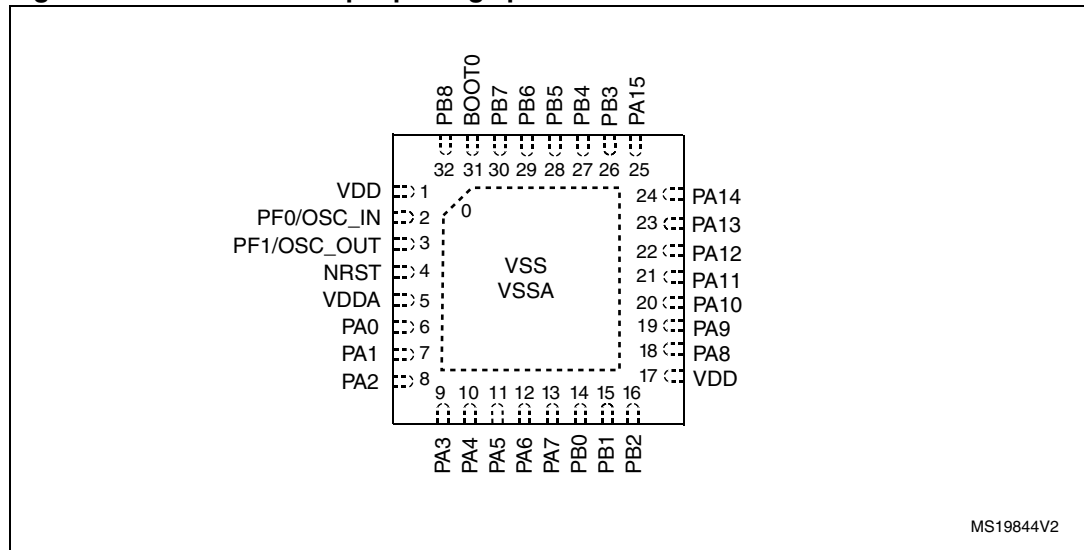 PB8
BOOT0
PB7
PB6
PB5
PB4
PB3
PA15
32 31 30 29 28 27 26 25
VDD 1
PF0/OSC_IN 2
PF1/OSC_OUT 3
NRST 4
VDDA 5
PA0 6
PA1 7
PA2 8
0
VSS
VSSA
24 PA14
23 PA13
22 PA12
21 PA11
20 PA10
19 PA9
18 PA8
17 VDD
9 10 11 12 13 14 15 16
PA3
PA4
PA5
PA6
PA7
PB0
PB1
PB2
MS19844V2